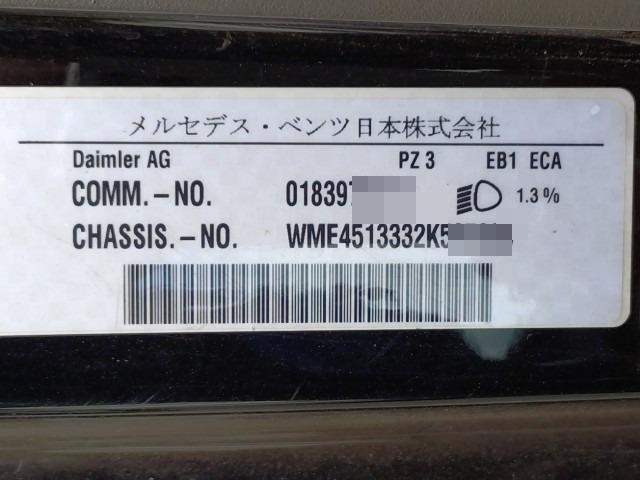 メルセデス・ベンツ日本株式会社
Daimler AG PZ 3 EB1 ECA
COMM.-NO. 01839 1.3%
CHASSIS.-NO. WME4513332K